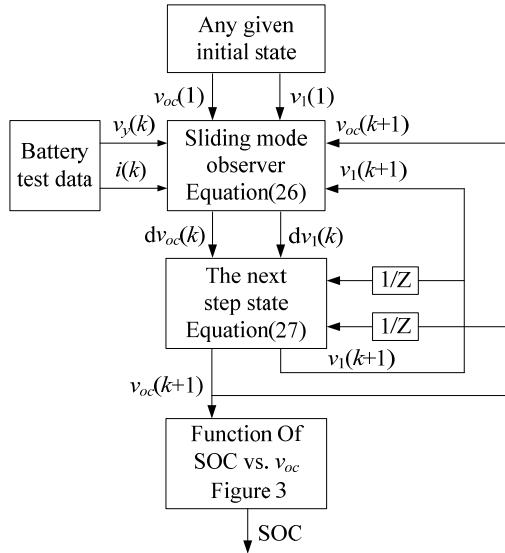 Any given
initial state
v_oc(1)
v_1(1)
v_y(k)
v_oc(k+1)
Battery
test data
Sliding mode
observer
Equation(26)
i(k)
v_1(k+1)
dv_oc(k)
dv_1(k)
The next
step state
Equation(27)
1/Z
1/Z
v_1(k+1)
v_oc(k+1)
Function Of
SOC vs. v_oc
Figure 3
SOC